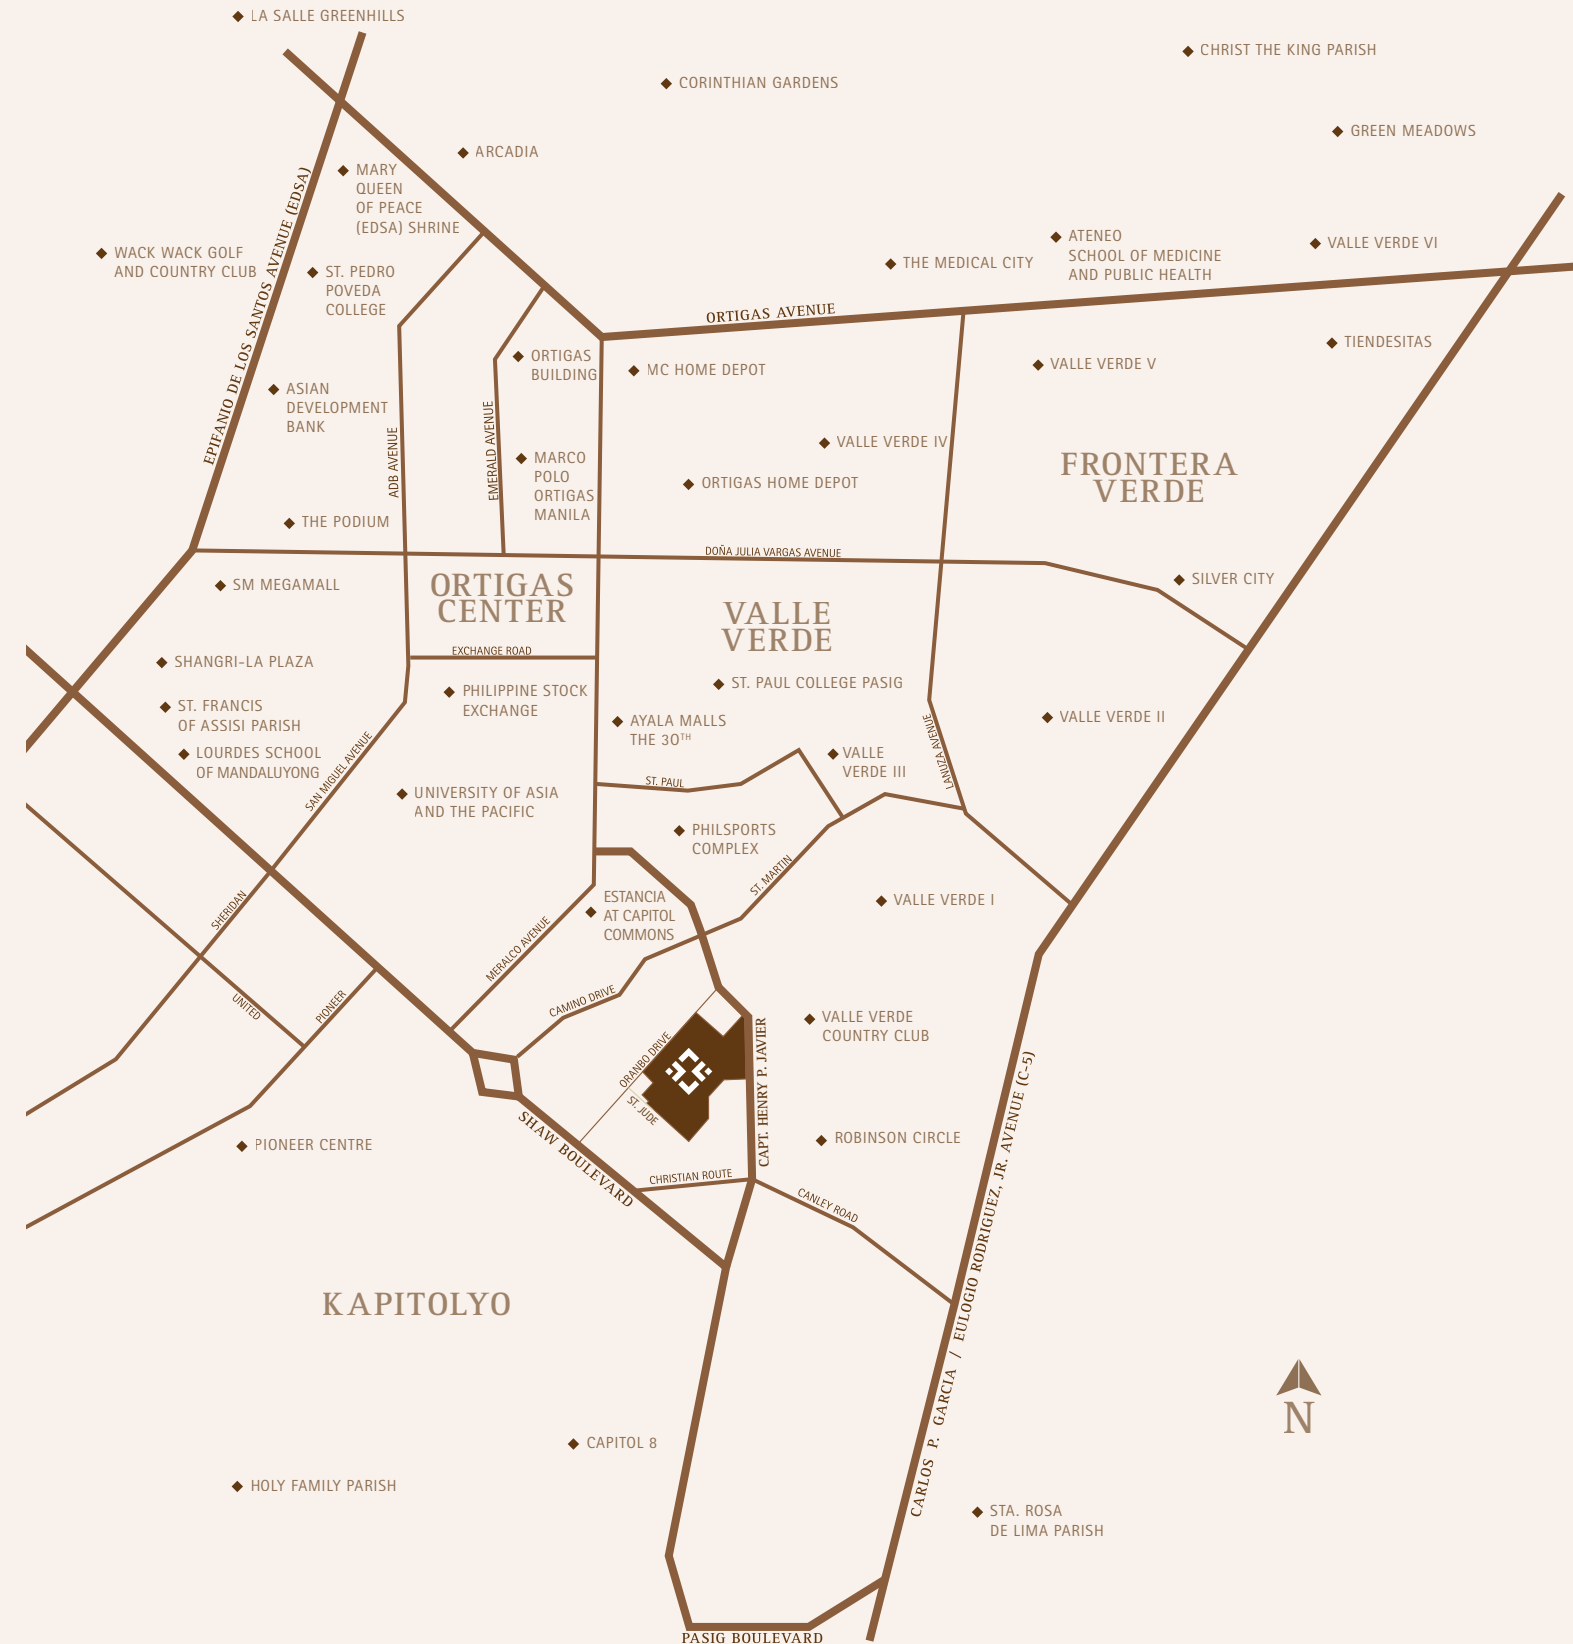 LA SALLE GREENHILLS
CHRIST THE KING PARISH
CORINTHIAN GARDENS
GREEN MEADOWS
ARCADIA
MARY
QUEEN
OF PEACE
(EDSA) SHRINE
EPIFANIO DE LOS SANTOS AVENUE (EDSA)
WACK WACK GOLF
AND COUNTRY CLUB
ST. PEDRO
POVEDA
COLLEGE
THE MEDICAL CITY
ATENEO
SCHOOL OF MEDICINE
AND PUBLIC HEALTH
VALLE VERDE VI
ORTIGAS AVENUE
TIENDESITAS
ORTIGAS
BUILDING
MC HOME DEPOT
VALLE VERDE V
ASIAN
DEVELOPMENT
BANK
ADB AVENUE
EMERALD AVENUE
VALLE VERDE IV
MARCO
POLO
ORTIGAS
MANILA
ORTIGAS HOME DEPOT
FRONTERA
VERDE
THE PODIUM
DOÑA JULIA VARGAS AVENUE
SM MEGAMALL
ORTIGAS
CENTER
VALLE
VERDE
SILVER CITY
EXCHANGE ROAD
SHANGRI-LA PLAZA
PHILIPPINE STOCK
EXCHANGE
ST. PAUL COLLEGE PASIG
ST. FRANCIS
OF ASSISI PARISH
AYALA MALLS
THE 30TH
VALLE VERDE II
LOURDES SCHOOL
OF MANDALUYONG
SAN MIGUEL AVENUE
VALLE
VERDE III
LANUZA AVENUE
ST. PAUL
UNIVERSITY OF ASIA
AND THE PACIFIC
PHILSPORTS
COMPLEX
ST. MARTIN
SHERIDAN
ESTANCIA
AT CAPITOL
COMMONS
VALLE VERDE I
MERALCO AVENUE
UNITED
PIONEER
CAMINO DRIVE
VALLE VERDE
COUNTRY CLUB
ORANBO DRIVE
ST. JUDE
CAPT. HENRY P. JAVIER
PIONEER CENTRE
SHAW BOULEVARD
ROBINSON CIRCLE
CHRISTIAN ROUTE
CANLEY ROAD
CARLOS P. GARCIA / EULOGIO RODRIGUEZ, JR. AVENUE (C-5)
KAPITOLYO
N
CAPITOL 8
HOLY FAMILY PARISH
STA. ROSA
DE LIMA PARISH
PASIG BOULEVARD